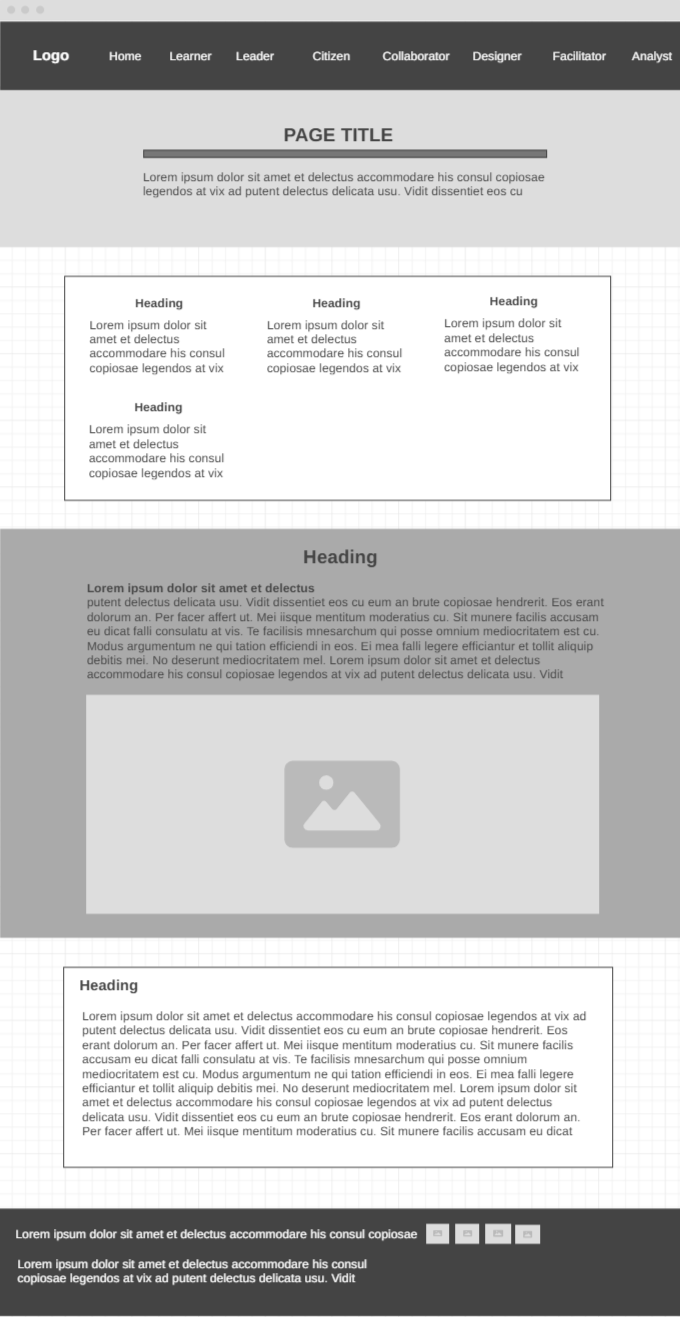 Logo Home Learner Leader Citizen Collaborator Designer Facilitator Analyst
PAGE TITLE
Lorem ipsum dolor sit amet et delectus accommodare his consul copiosae
legendos at vix ad putent delectus delicata usu. Vidit dissentiet eos cu
Heading
Lorem ipsum dolor sit
amet et delectus
accommodare his consul
copiosae legendos at vix
Heading
Lorem ipsum dolor sit
amet et delectus
accommodare his consul
copiosae legendos at vix
Heading
Lorem ipsum dolor sit
amet et delectus
accommodare his consul
copiosae legendos at vix
Heading
Lorem ipsum dolor sit
amet et delectus
accommodare his consul
copiosae legendos at vix
Heading
Lorem ipsum dolor sit amet et delectus
putent delectus delicata usu. Vidit dissentiet eos cu eum an brute copiosae hendrerit. Eos erant
dolorum an. Per facer affert ut. Mei iisque mentitum moderatius cu. Sit munere facilis accusam
eu dicat falli consulatu at vis. Te facilisis mnesarchum qui posse omnium mediocritatem est cu.
Modus argumentum ne qui tation efficiendi in eos. Ei mea falli legere efficiantur et tollit aliquip
debitis mei. No deserunt mediocritatem mel. Lorem ipsum dolor sit amet et delectus
accommodare his consul copiosae legendos at vix ad putent delectus delicata usu. Vidit
Heading
Lorem ipsum dolor sit amet et delectus accommodare his consul copiosae legendos at vix ad
putent delectus delicata usu. Vidit dissentiet eos cu eum an brute copiosae hendrerit. Eos
erant dolorum an. Per facer affert ut. Mei iisque mentitum moderatius cu. Sit munere facilis
accusam eu dicat falli consulatu at vis. Te facilisis mnesarchum qui posse omnium
mediocritatem est cu. Modus argumentum ne qui tation efficiendi in eos. Ei mea falli legere
efficiantur et tollit aliquip debitis mei. No deserunt mediocritatem mel. Lorem ipsum dolor sit
amet et delectus accommodare his consul copiosae legendos at vix ad putent delectus
delicata usu. Vidit dissentiet eos cu eum an brute copiosae hendrerit. Eos erant dolorum an.
Per facer affert ut. Mei iisque mentitum moderatius cu. Sit munere facilis accusam eu dicat
Lorem ipsum dolor sit amet et delectus accommodare his consul copiosae
Lorem ipsum dolor sit amet et delectus accommodare his consul
copiosae legendos at vix ad putent delectus delicata usu. Vidit